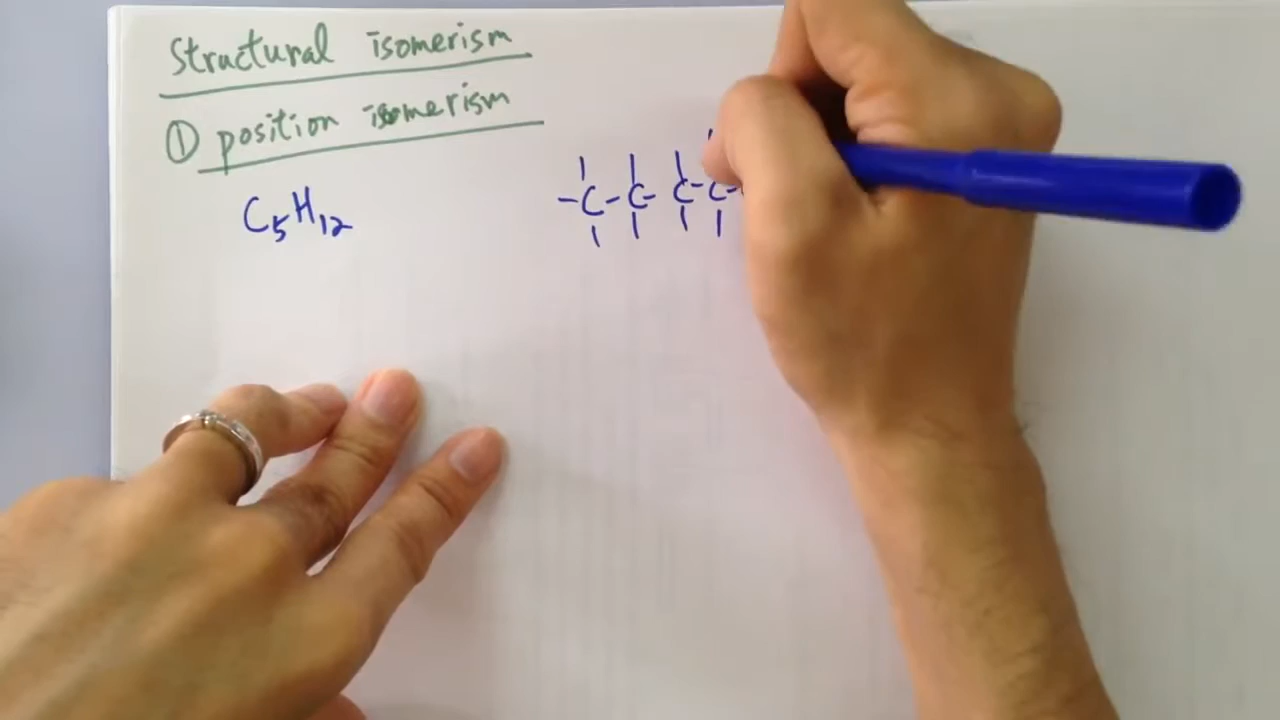 Structural isomerism
① position isomerism
C₅H₁₂
-C-C-C-C-